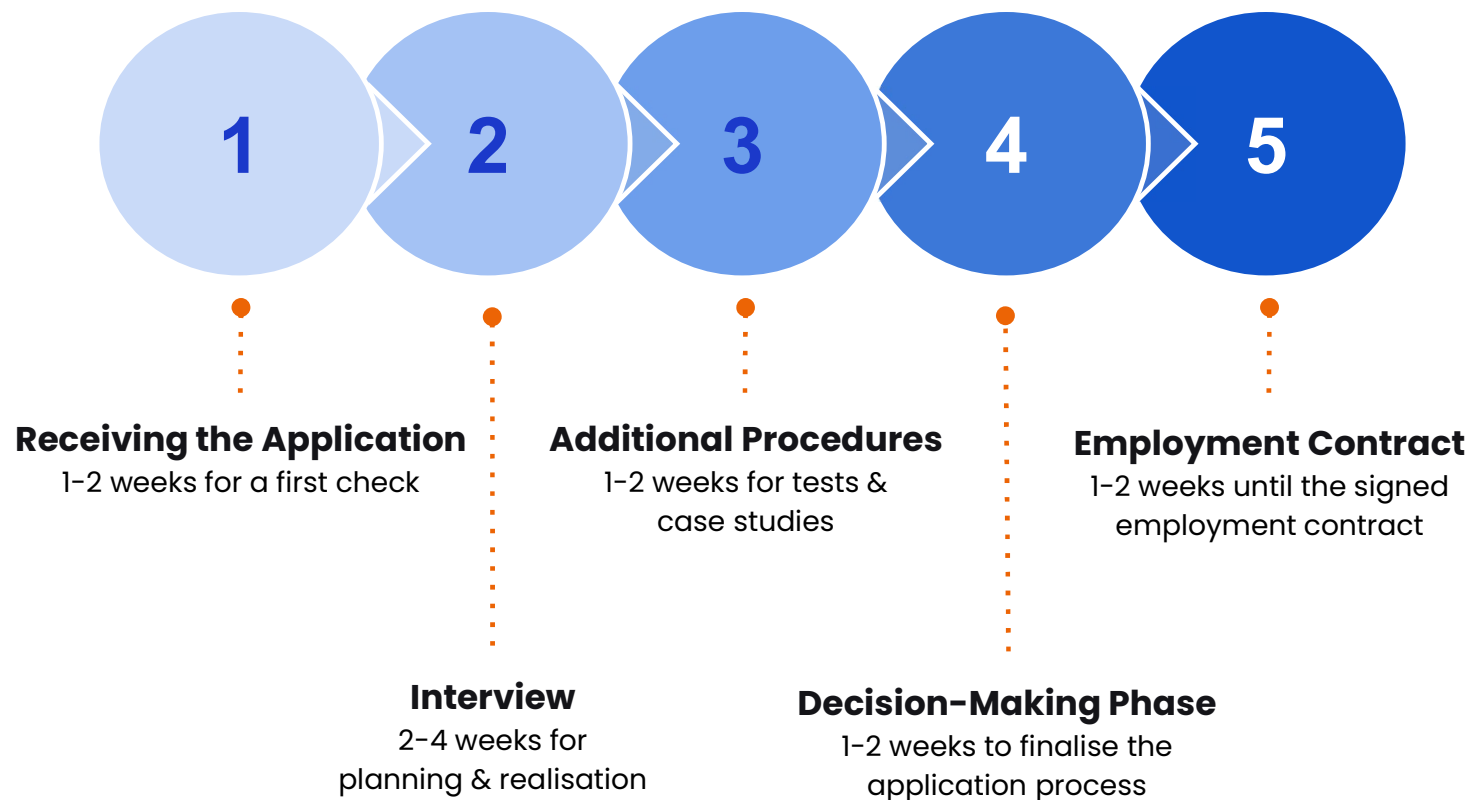 1
2
3
4
5
Receiving the Application
1-2 weeks for a first check
Interview
2-4 weeks for
planning & realisation
Additional Procedures
1-2 weeks for tests &
case studies
Decision-Making Phase
1-2 weeks to finalise the
application process
Employment Contract
1-2 weeks until the signed
employment contract